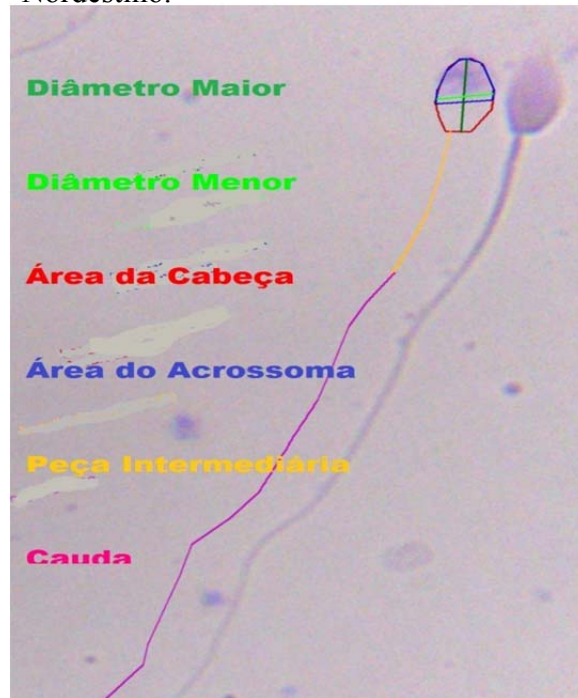 Nordestino.
Diâmetro Maior
Diâmetro Menor
Área da Cabeça
Área do Acrossoma
Peça Intermediária
Cauda